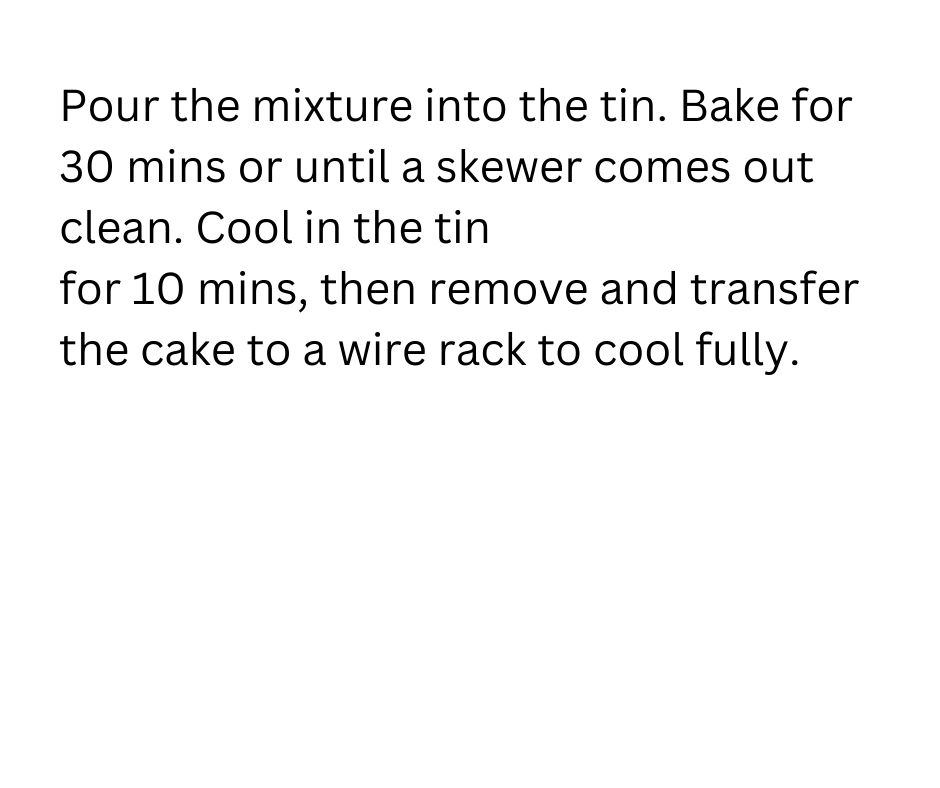 Pour the mixture into the tin. Bake for
30 mins or until a skewer comes out
clean. Cool in the tin
for 10 mins, then remove and transfer
the cake to a wire rack to cool fully.